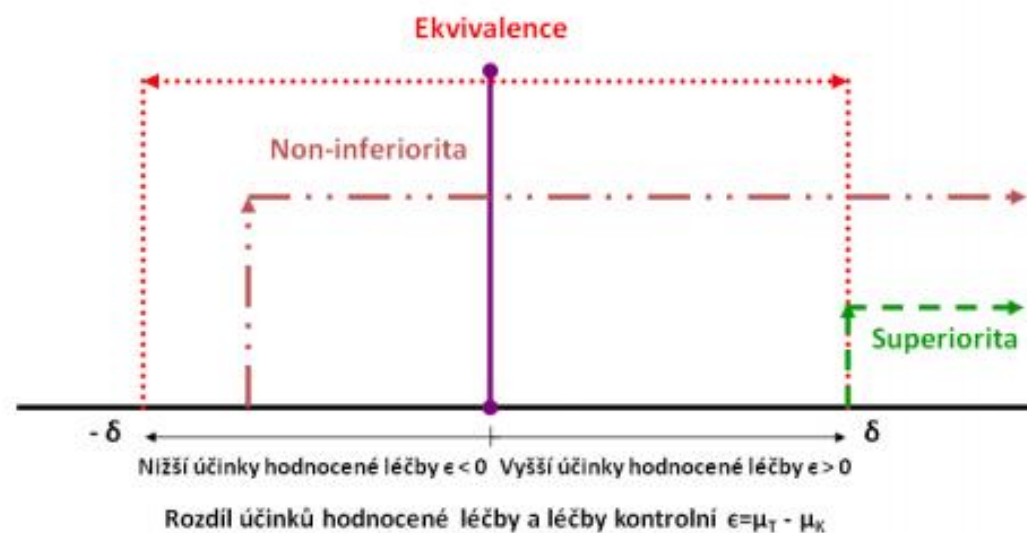 Ekvivalence
Non-inferiorita
Superiorita
- δ
δ
Nižší účinky hodnocené léčby ϵ < 0
Vyšší účinky hodnocené léčby ϵ > 0
Rozdíl účinků hodnocené léčby a léčby kontrolní ϵ=μT - μK